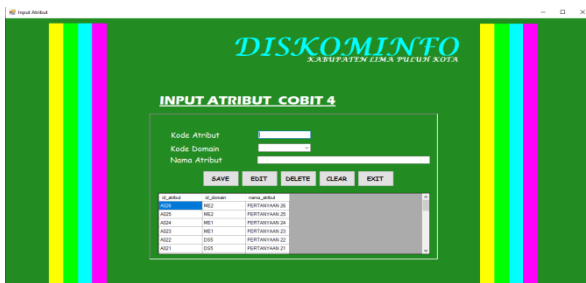 Input Atribut
DISKOMINFO
KABUPATEN LIMA PULUH KOTA
INPUT ATRIBUT COBIT 4
Kode Atribut
Kode Domain
Nama Atribut
SAVE EDIT DELETE CLEAR EXIT
id_atribut id_domain nama_atribut
A026 ME2 PERTANYAAN 26
A025 ME2 PERTANYAAN 25
A024 ME1 PERTANYAAN 24
A023 ME1 PERTANYAAN 23
A022 DS5 PERTANYAAN 22
A021 DS5 PERTANYAAN 21